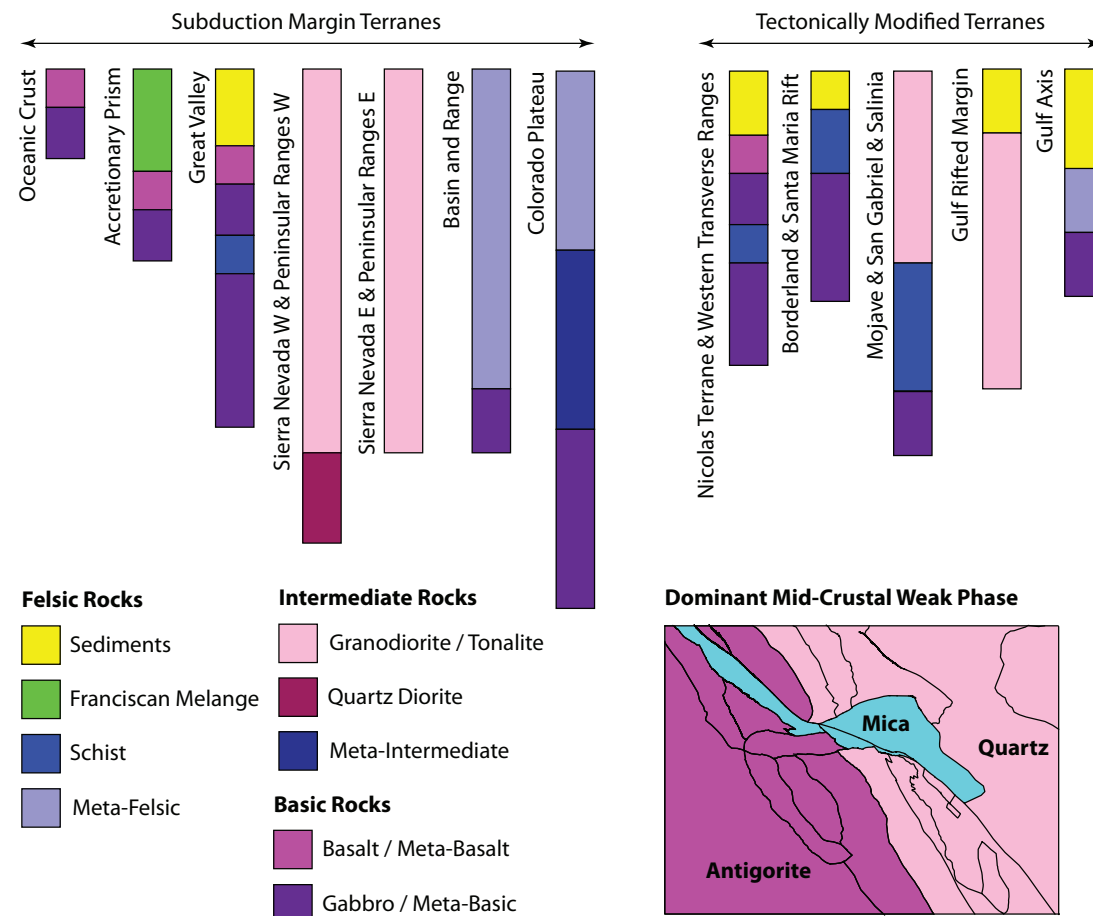 Subduction Margin Terranes
Tectonically Modified Terranes
Oceanic Crust
Accretionary Prism
Great Valley
Sierra Nevada W & Peninsular Ranges W
Sierra Nevada E & Peninsular Ranges E
Basin and Range
Colorado Plateau
Nicolas Terrane & Western Transverse Ranges
Borderland & Santa Maria Rift
Mojave & San Gabriel & Salinia
Gulf Rifted Margin
Gulf Axis
Felsic Rocks
Sediments
Franciscan Melange
Schist
Meta-Felsic
Intermediate Rocks
Granodiorite / Tonalite
Quartz Diorite
Meta-Intermediate
Basic Rocks
Basalt / Meta-Basalt
Gabbro / Meta-Basic
Dominant Mid-Crustal Weak Phase
Mica
Quartz
Antigorite